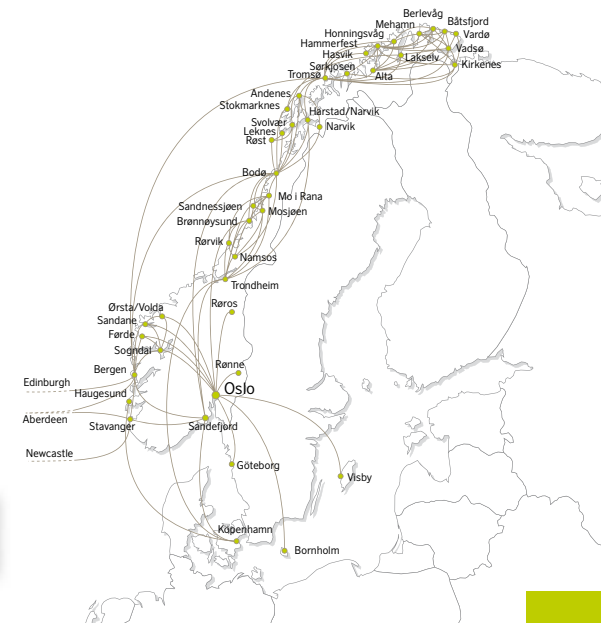 Berlevåg
Mehamn
Båtsfjord
Honningsvåg
Vardø
Hammerfest
Vadsø
Hasvik
Lakselv
Kirkenes
Sørkjosen
Tromsø
Alta
Andenes
Stokmarknes
Harstad/Narvik
Svolvær
Narvik
Leknes
Røst
Bodø
Mo i Rana
Sandnessjøen
Mosjøen
Brønnøysund
Rørvik
Namsos
Trondheim
Røros
Ørsta/Volda
Sandane
Førde
Sogndal
Rønne
Bergen
Edinburgh
Oslo
Haugesund
Aberdeen
Stavanger
Sandefjord
Newcastle
Göteborg
Visby
Kopenhamn
Bornholm